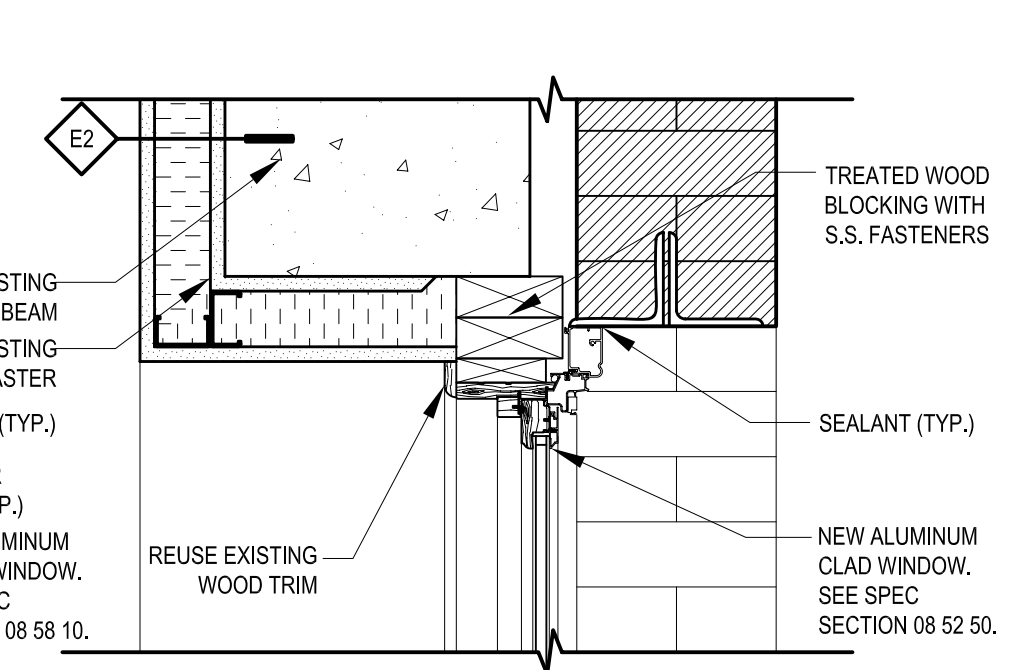 E2
STING
BEAM
STING
ASTER
(TYP.)
P.)
MINUM
WINDOW.
C
08 58 10.
REUSE EXISTING
WOOD TRIM
TREATED WOOD
BLOCKING WITH
S.S. FASTENERS
SEALANT (TYP.)
NEW ALUMINUM
CLAD WINDOW.
SEE SPEC
SECTION 08 52 50.